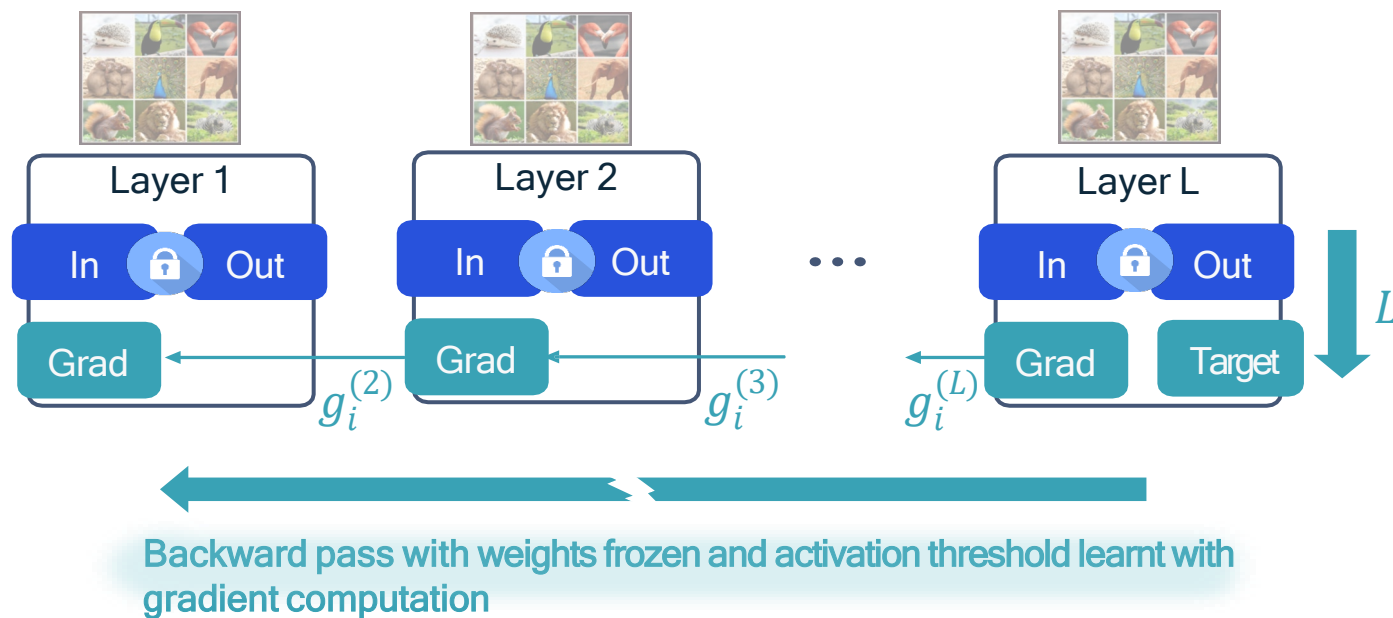 Layer 1
Layer 2
Layer L
In
Out
In
Out
...
In
Out
L
Grad
Grad
Grad
Target
g_i^{(2)}
g_i^{(3)}
g_i^{(L)}
Backward pass with weights frozen and activation threshold learnt with
gradient computation